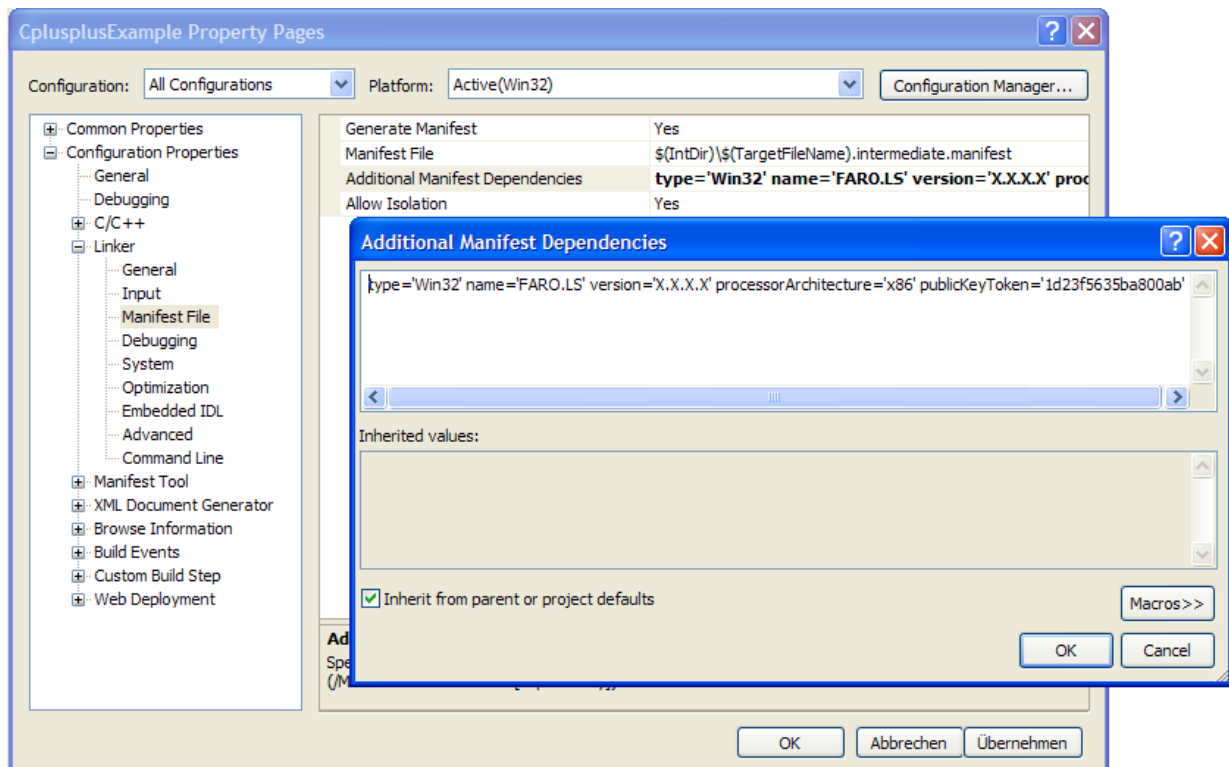 CplusplusExample Property Pages
Configuration: All Configurations Platform: Active(Win32) Configuration Manager...
Common Properties
Configuration Properties
General
Debugging
C/C++
Linker
General
Input
Manifest File
Debugging
System
Optimization
Embedded IDL
Advanced
Command Line
Manifest Tool
XML Document Generator
Browse Information
Build Events
Custom Build Step
Web Deployment
Generate Manifest Yes
Manifest File $(IntDir)\$(TargetFileName).intermediate.manifest
Additional Manifest Dependencies type='Win32' name='FARO.LS' version='X.X.X.X' proc
Allow Isolation Yes
Additional Manifest Dependencies
type='Win32' name='FARO.LS' version='X.X.X.X' processorArchitecture='x86' publicKeyToken='1d23f5635ba800ab'
Inherited values:
Inherit from parent or project defaults
Macros>>
OK Cancel
Ad
Spe
(/M
OK Abbrechen Übernehmen